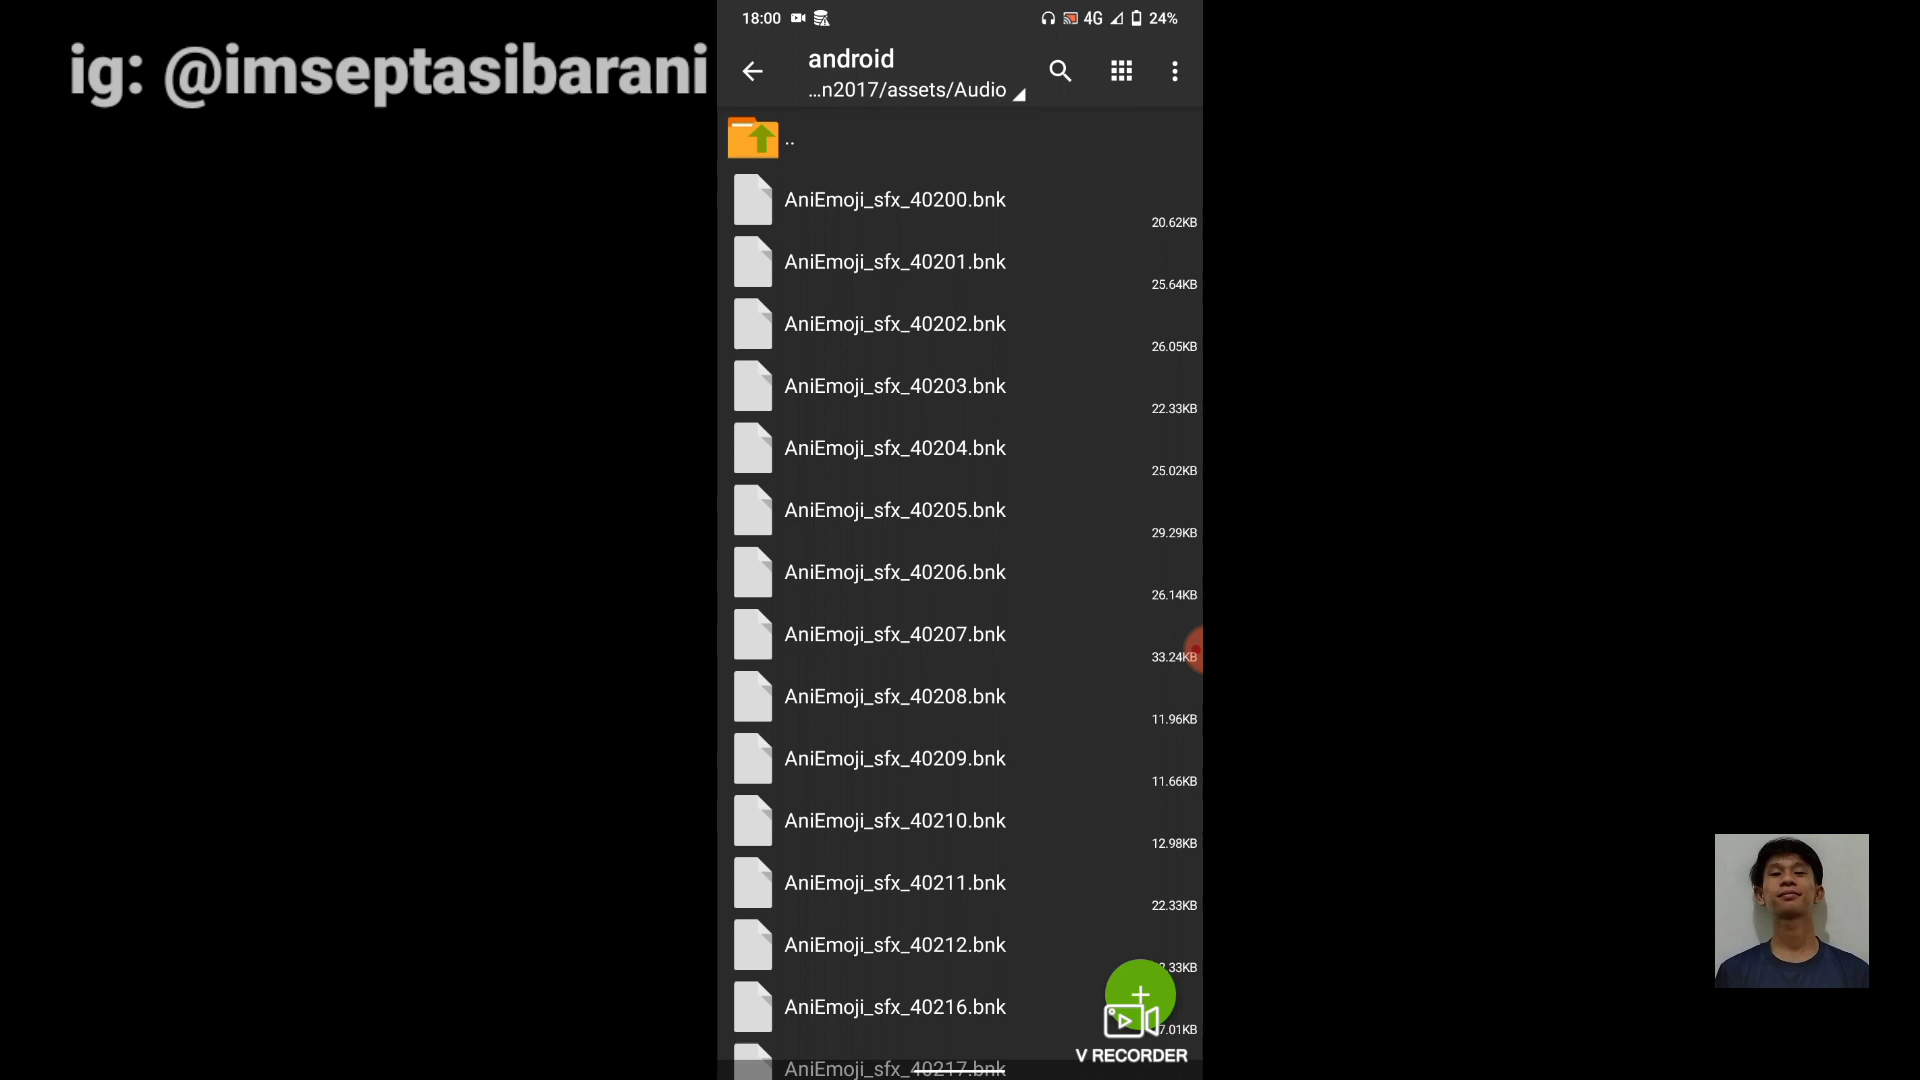 ig: @imseptasibarani
18:00
4G
24%
android
...n2017/assets/Audio
..
AniEmoji_sfx_40200.bnk
20.62KB
AniEmoji_sfx_40201.bnk
25.64KB
AniEmoji_sfx_40202.bnk
26.05KB
AniEmoji_sfx_40203.bnk
22.33KB
AniEmoji_sfx_40204.bnk
25.02KB
AniEmoji_sfx_40205.bnk
29.29KB
AniEmoji_sfx_40206.bnk
26.14KB
AniEmoji_sfx_40207.bnk
33.24KB
AniEmoji_sfx_40208.bnk
11.96KB
AniEmoji_sfx_40209.bnk
11.66KB
AniEmoji_sfx_40210.bnk
12.98KB
AniEmoji_sfx_40211.bnk
22.33KB
AniEmoji_sfx_40212.bnk
AniEmoji_sfx_40216.bnk
V RECORDER
AniEmoji_sfx_40217.bnk